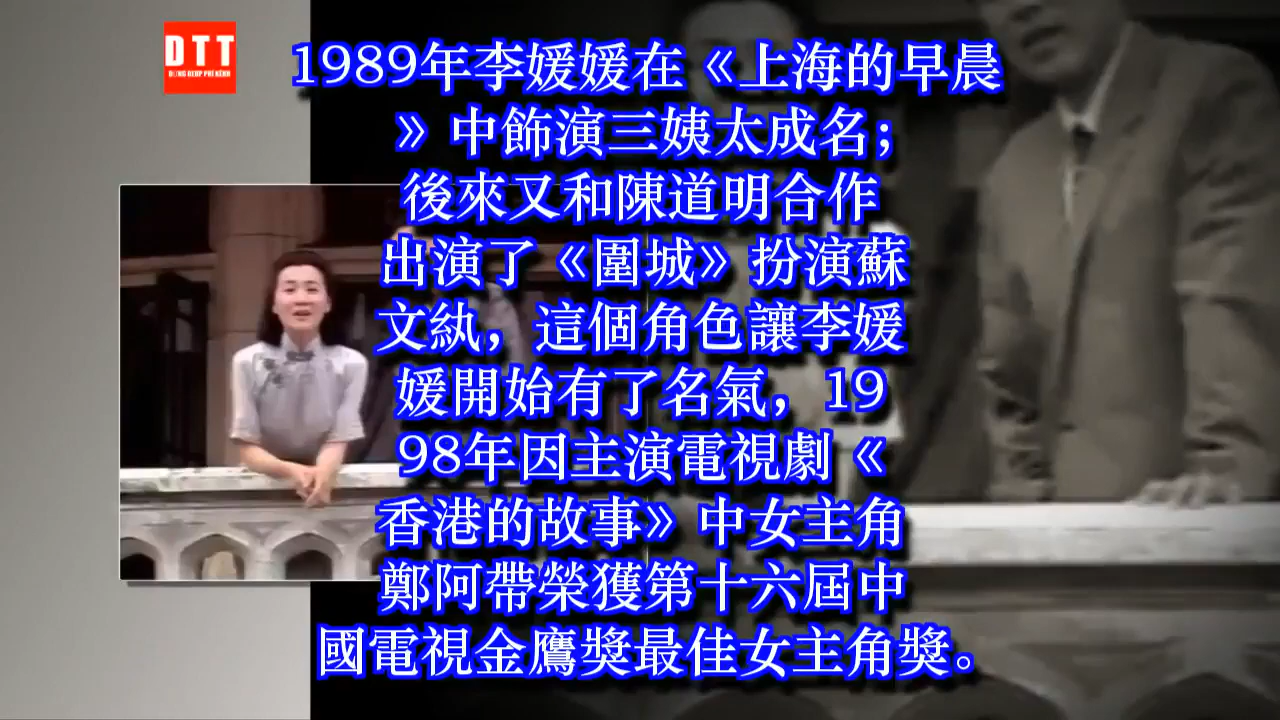 DTT
1989年李媛媛在《上海的早晨
》中飾演三姨太成名；
後來又和陳道明合作
出演了《圍城》扮演蘇
文紈，這個角色讓李媛
媛開始有了名氣，19
98年因主演電視劇《
香港的故事》中女主角
鄭阿帶榮獲第十六屆中
國電視金鷹獎最佳女主角獎。